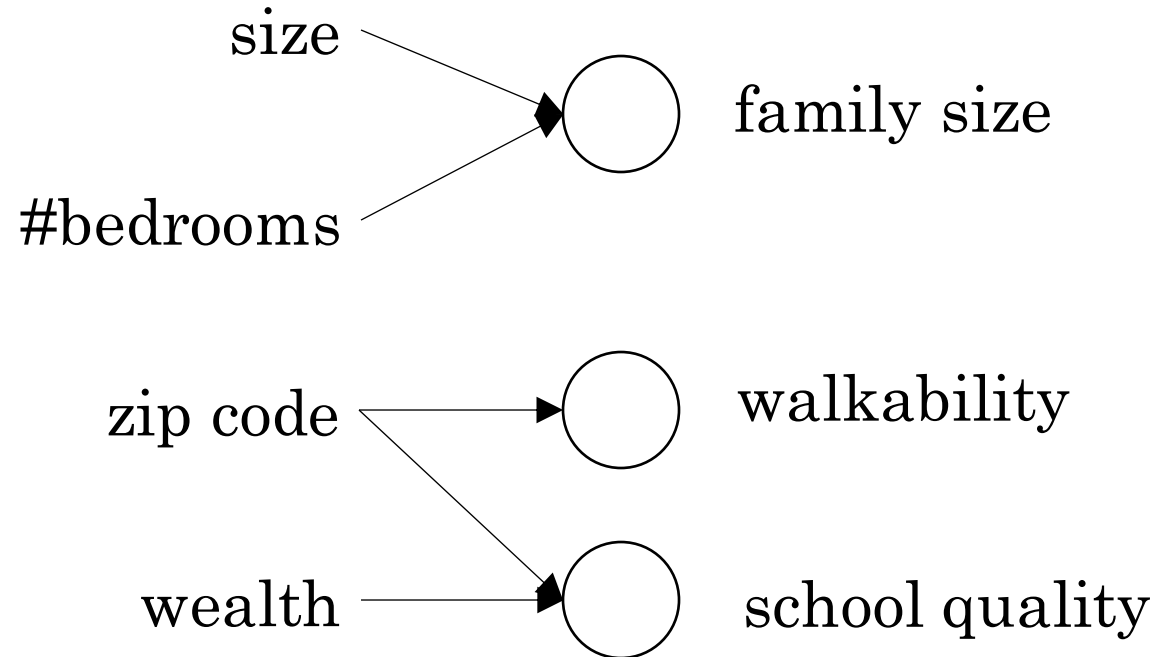 size
family size
#bedrooms
zip code
walkability
wealth
school quality